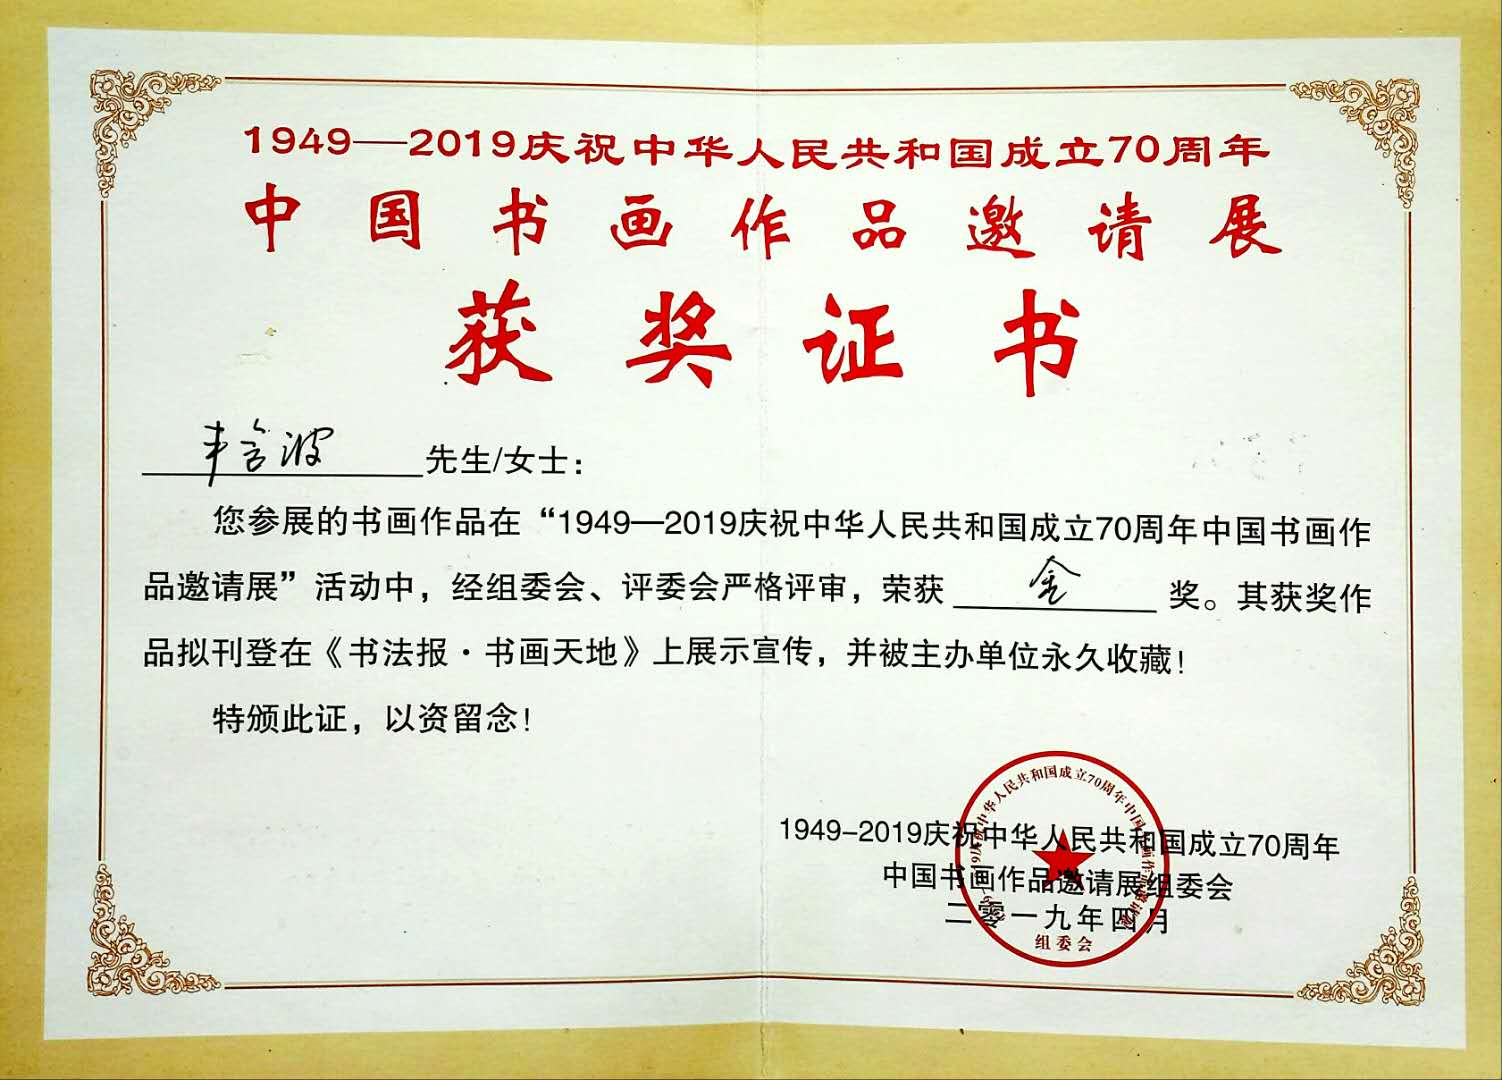 1949—2019庆祝中华人民共和国成立70周年
中国书画作品邀请展
获奖证书
丰含波先生/女士：
您参展的书画作品在“1949—2019庆祝中华人民共和国成立70周年中国书画作
品邀请展”活动中，经组委会、评委会严格评审，荣获 金 奖。其获奖作
品拟刊登在《书法报·书画天地》上展示宣传，并被主办单位永久收藏！
特颁此证，以资留念！
1949-2019庆祝中华人民共和国成立70周年
中国书画作品邀请展组委会
二零一九年四月
组委会